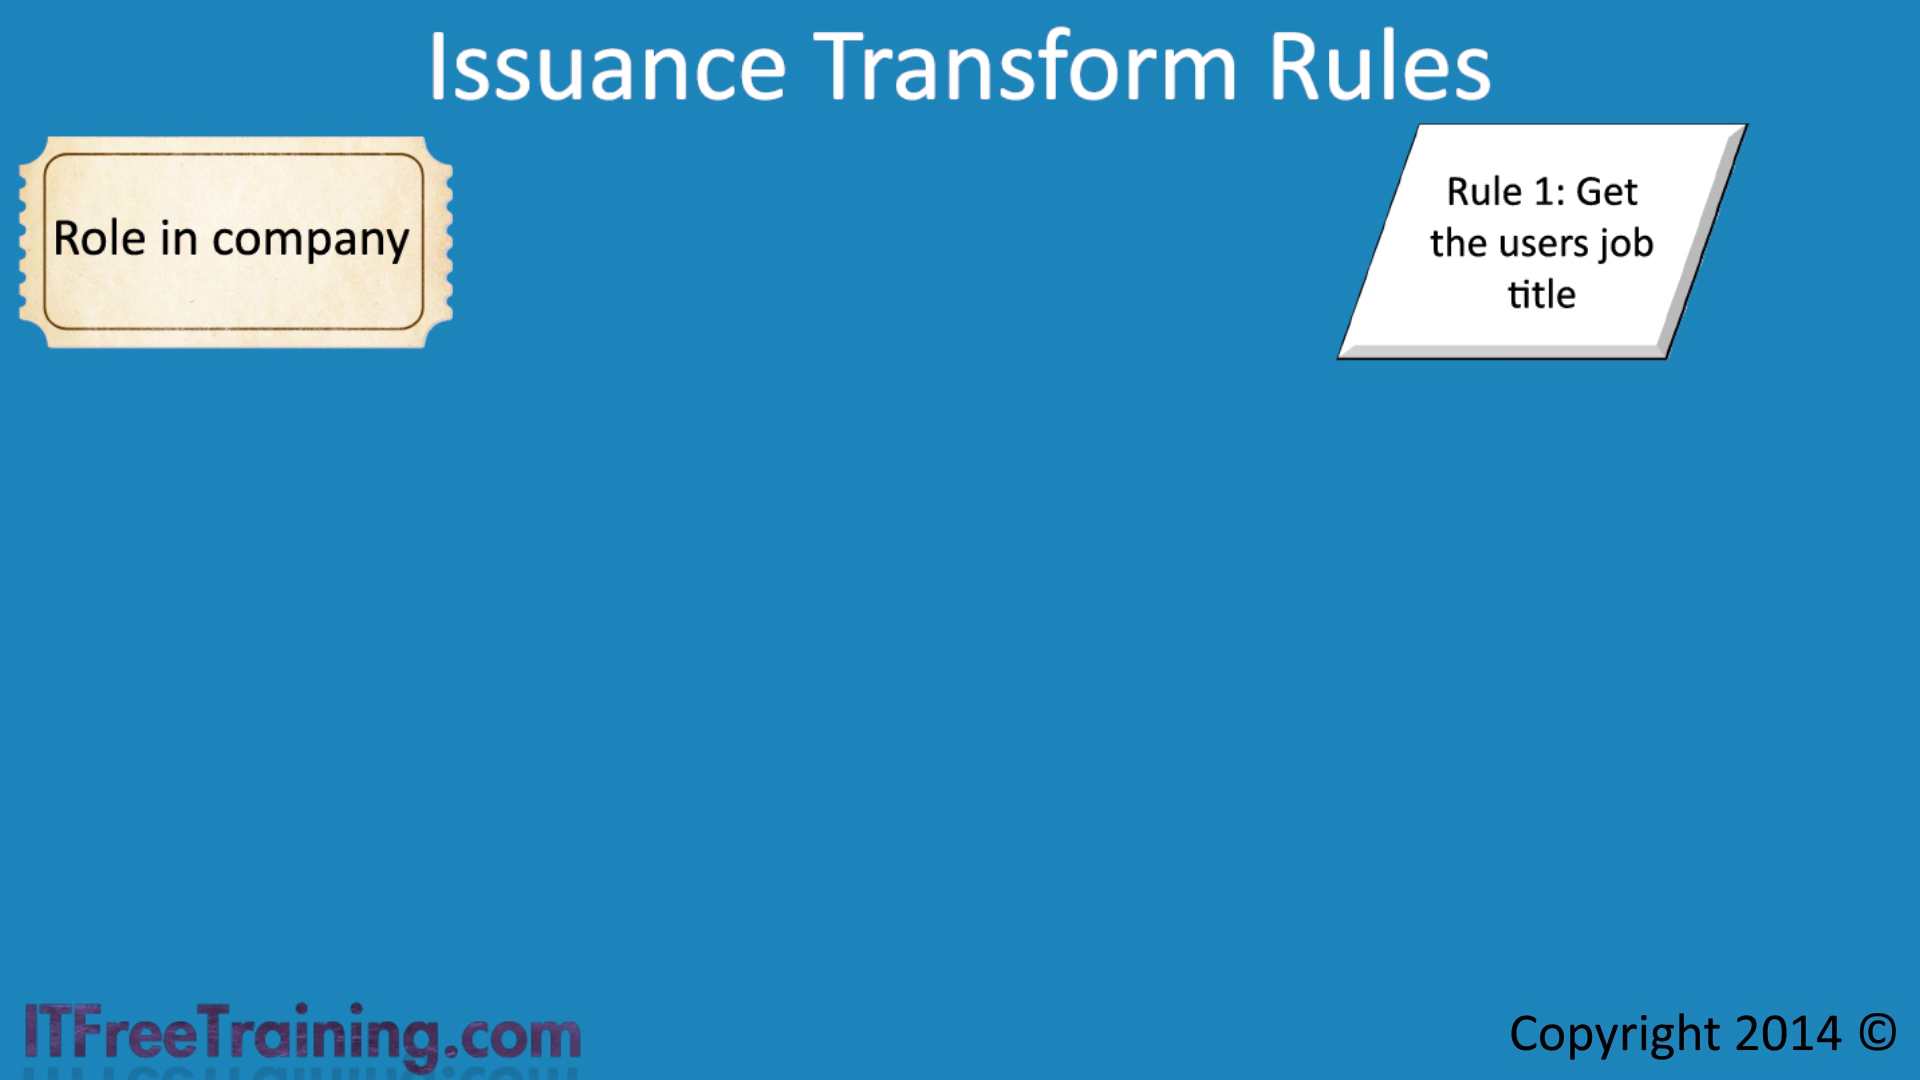 Issuance Transform Rules
Role in company
Rule 1: Get
the users job
title
ITFreeTraining.com
Copyright 2014 ©